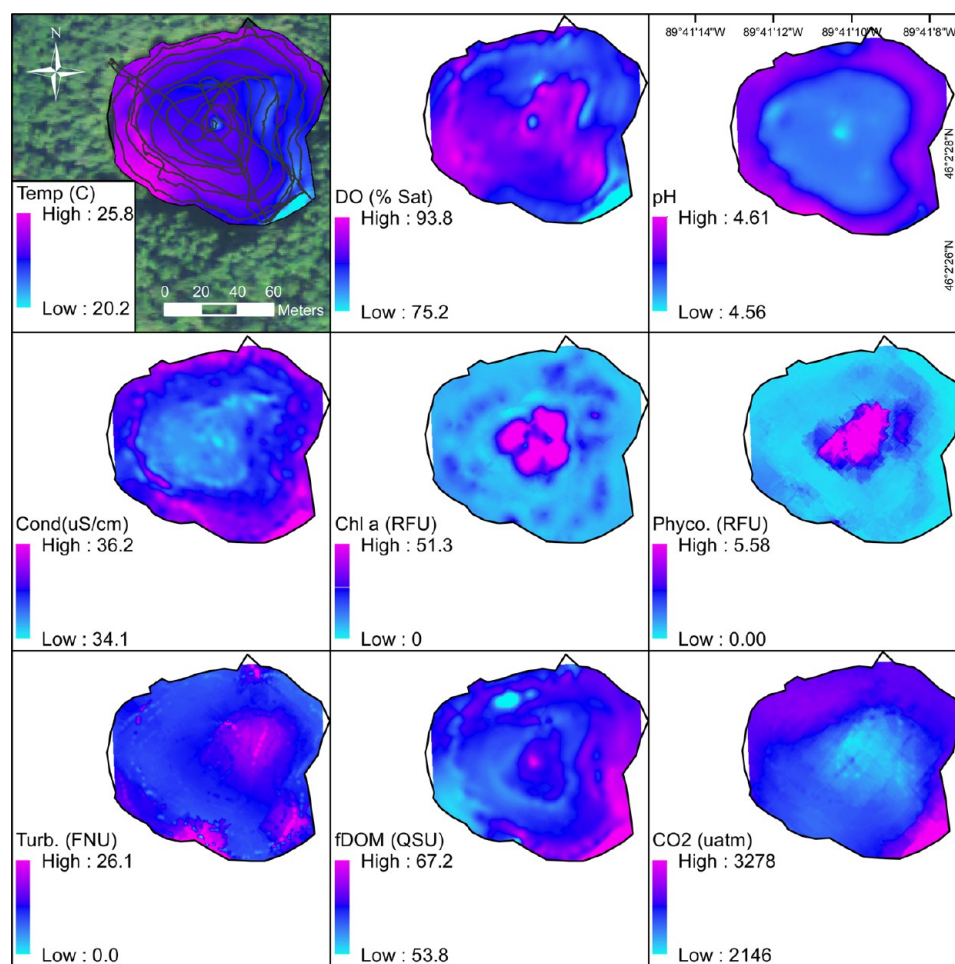 N
Temp (C)
High : 25.8
Low : 20.2
0 20 40 60
Meters
DO (% Sat)
High : 93.8
Low : 75.2
89°41'14"W 89°41'12"W 89°41'10"W 89°41'8"W
46°2'28"N
46°2'26"N
pH
High : 4.61
Low : 4.56
Cond(uS/cm)
High : 36.2
Low : 34.1
Chl a (RFU)
High : 51.3
Low : 0
Phyco. (RFU)
High : 5.58
Low : 0.00
Turb. (FNU)
High : 26.1
Low : 0.0
fDOM (QSU)
High : 67.2
Low : 53.8
CO2 (uatm)
High : 3278
Low : 2146